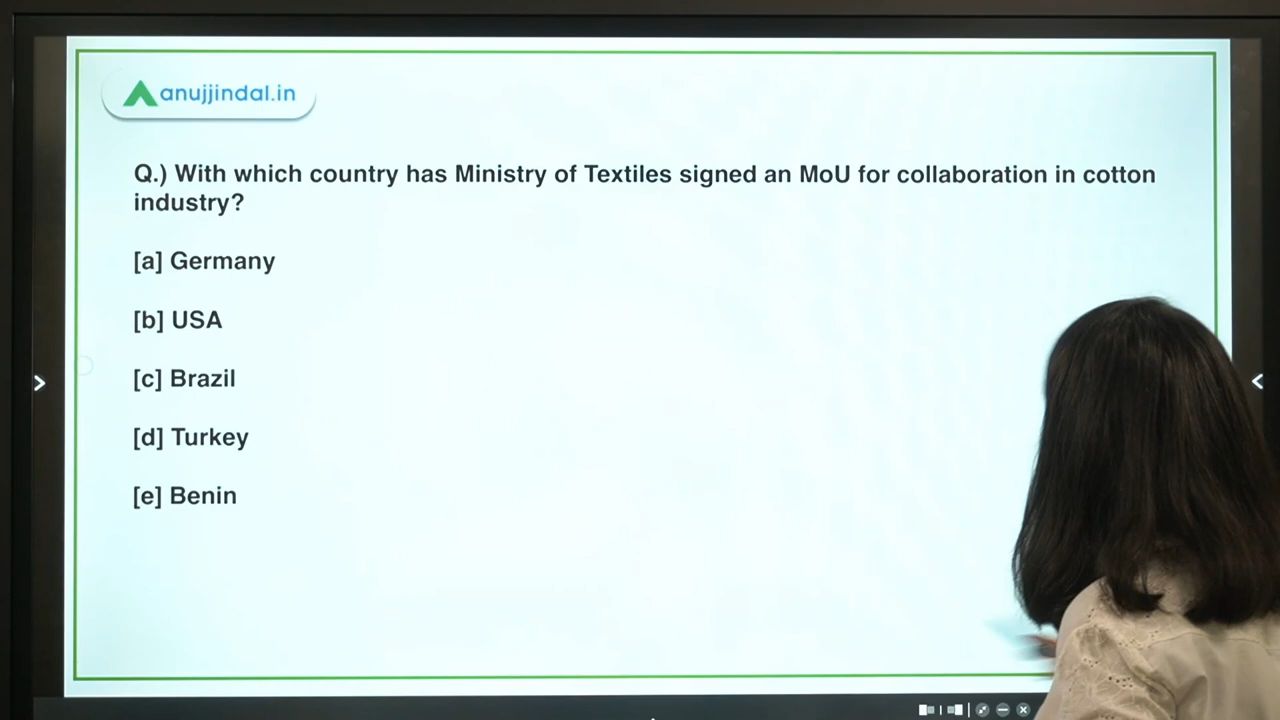 anujjindal.in
Q.) With which country has Ministry of Textiles signed an MoU for collaboration in cotton
industry?
[a] Germany
[b] USA
[c] Brazil
[d] Turkey
[e] Benin